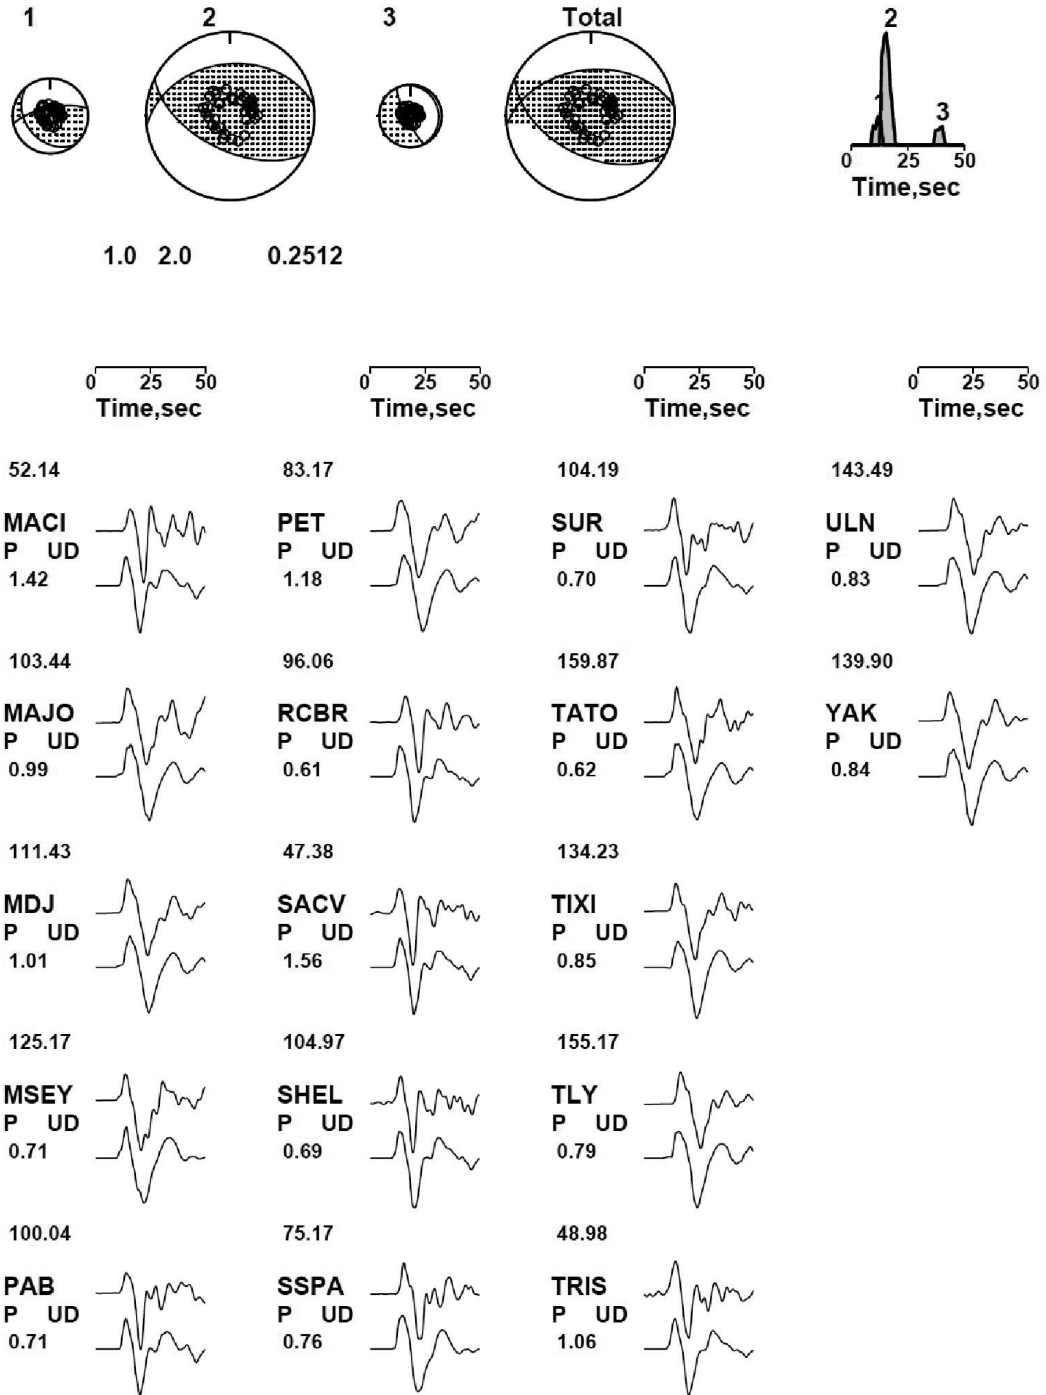 1 2 3 Total 2
3
0 25 50
Time,sec
1.0 2.0 0.2512
0 25 50 0 25 50 0 25 50 0 25 50
Time,sec Time,sec Time,sec Time,sec
52.14 83.17 104.19 143.49
MACI PET SUR ULN
P UD P UD P UD P UD
1.42 1.18 0.70 0.83
103.44 96.06 159.87 139.90
MAJO RCBR TATO YAK
P UD P UD P UD P UD
0.99 0.61 0.62 0.84
111.43 47.38 134.23
MDJ SACV TIXI
P UD P UD P UD
1.01 1.56 0.85
125.17 104.97 155.17
MSEY SHEL TLY
P UD P UD P UD
0.71 0.69 0.79
100.04 75.17 48.98
PAB SSPA TRIS
P UD P UD P UD
0.71 0.76 1.06